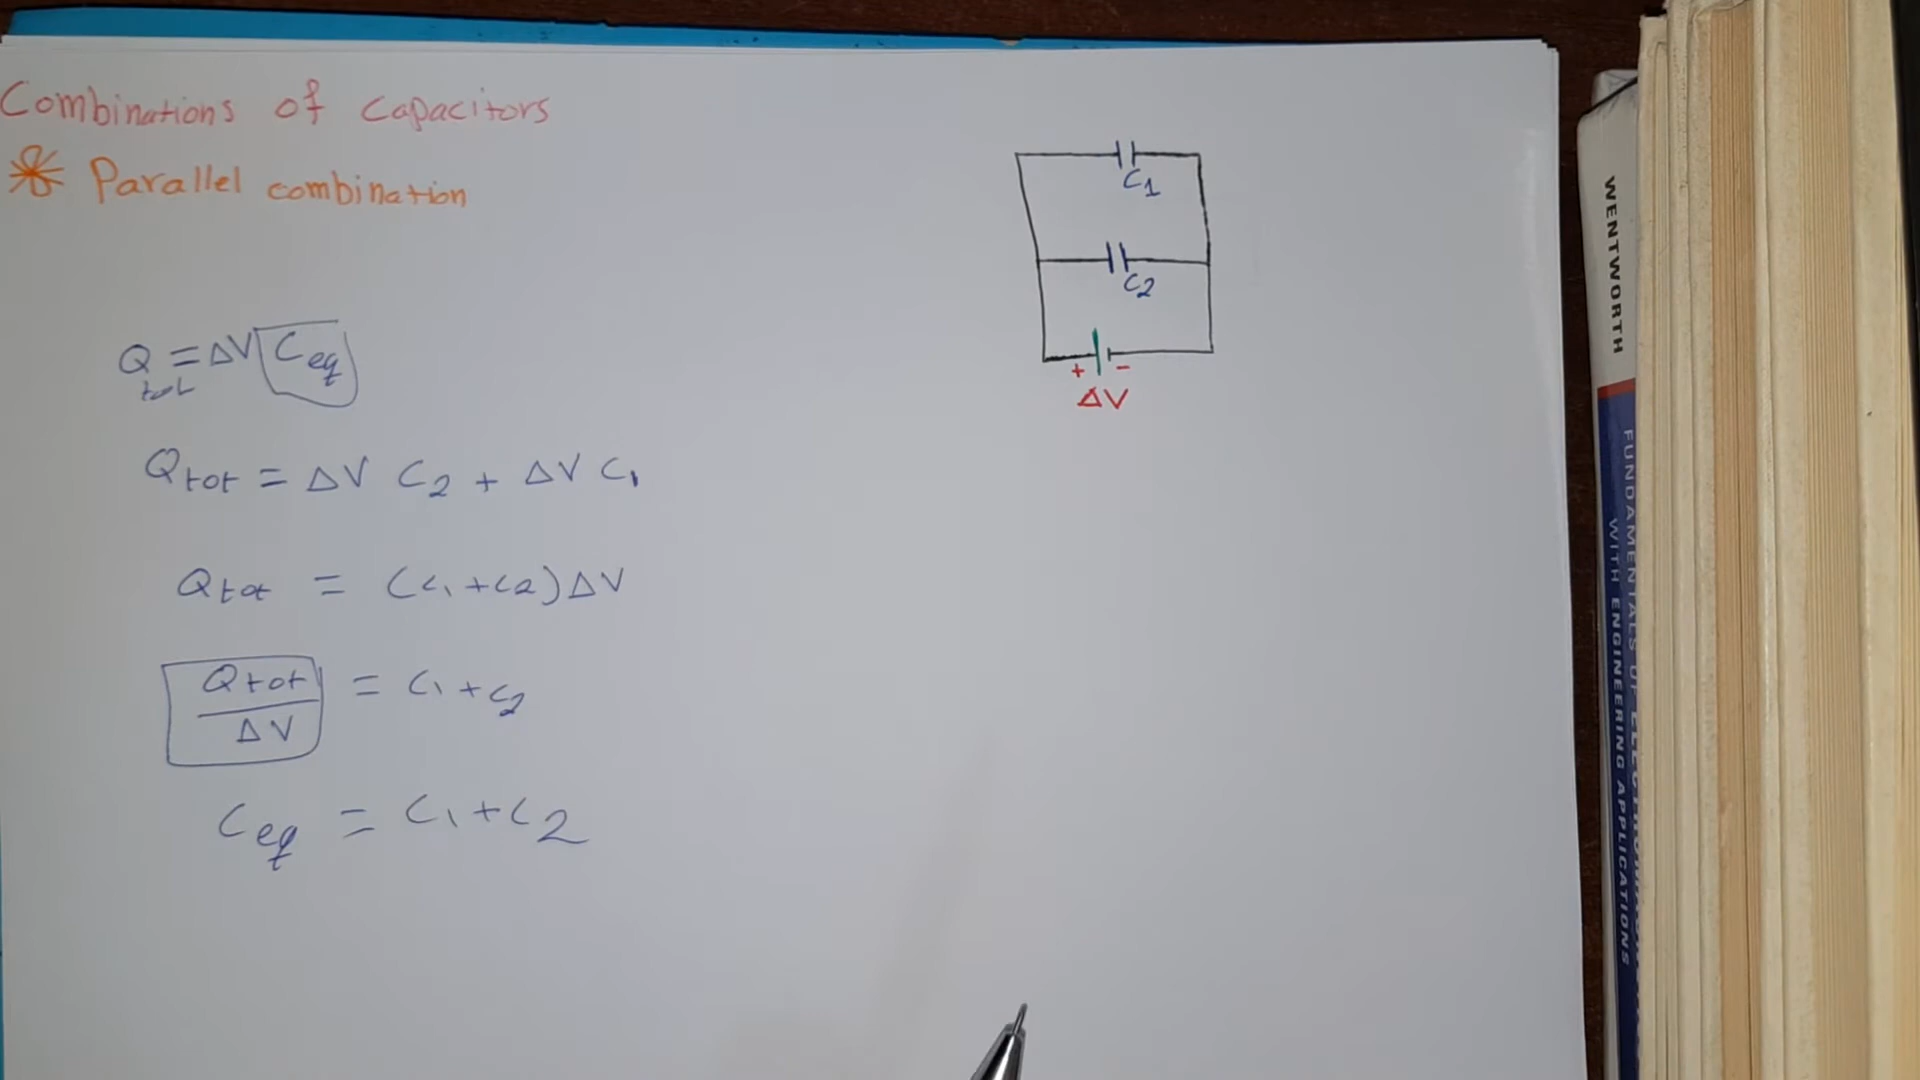 Combinations of capacitors
Parallel combination
C1
C2
+ -
ΔV
Q tot = ΔV Ceq
Qtot = ΔV C2 + ΔV C1
Qtot = (C1 + C2) ΔV
Qtot / ΔV = C1 + C2
Ceq = C1 + C2
WENTWORTH
FUNDAMENTALS OF ELECTROMAGNETICS
WITH ENGINEERING APPLICATIONS